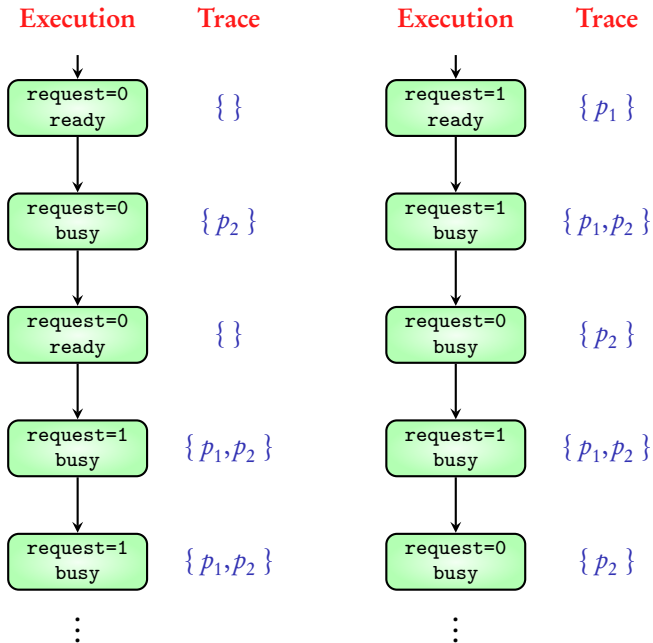 Execution Trace Execution Trace
request=0
ready
{ }
request=1
ready
{ p₁ }
request=0
busy
{ p₂ }
request=1
busy
{ p₁, p₂ }
request=0
ready
{ }
request=0
busy
{ p₂ }
request=1
busy
{ p₁, p₂ }
request=1
busy
{ p₁, p₂ }
request=1
busy
{ p₁, p₂ }
request=0
busy
{ p₂ }
⋮ ⋮